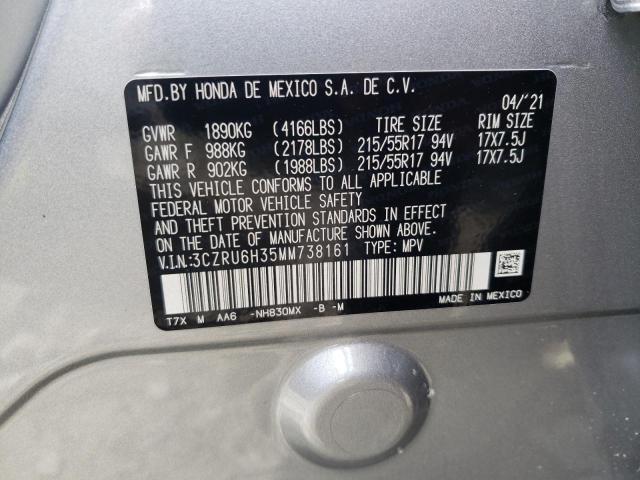 MFD.BY HONDA DE MEXICO S.A. DE C.V.
04/'21
GVWR 1890KG (4166LBS) TIRE SIZE RIM SIZE
GAWR F 988KG (2178LBS) 215/55R17 94V 17X7.5J
GAWR R 902KG (1988LBS) 215/55R17 94V 17X7.5J
THIS VEHICLE CONFORMS TO ALL APPLICABLE
FEDERAL MOTOR VEHICLE SAFETY
AND THEFT PREVENTION STANDARDS IN EFFECT
ON THE DATE OF MANUFACTURE SHOWN ABOVE.
V.I.N.:3CZRU6H35MM738161 TYPE: MPV
T7X M AA6 -NH830MX -B -M
MADE IN MEXICO